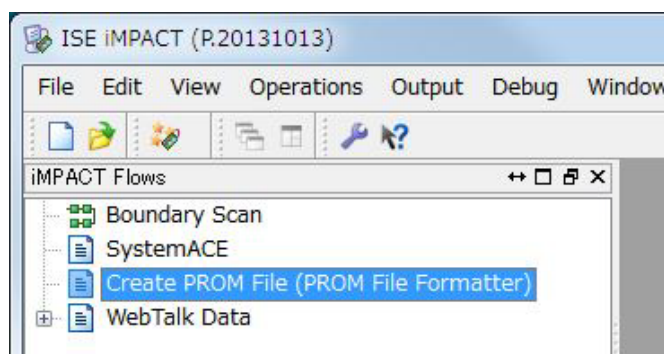 ISE iMPACT (P.20131013)
File Edit View Operations Output Debug Window
iMPACT Flows
Boundary Scan
SystemACE
Create PROM File (PROM File Formatter)
WebTalk Data